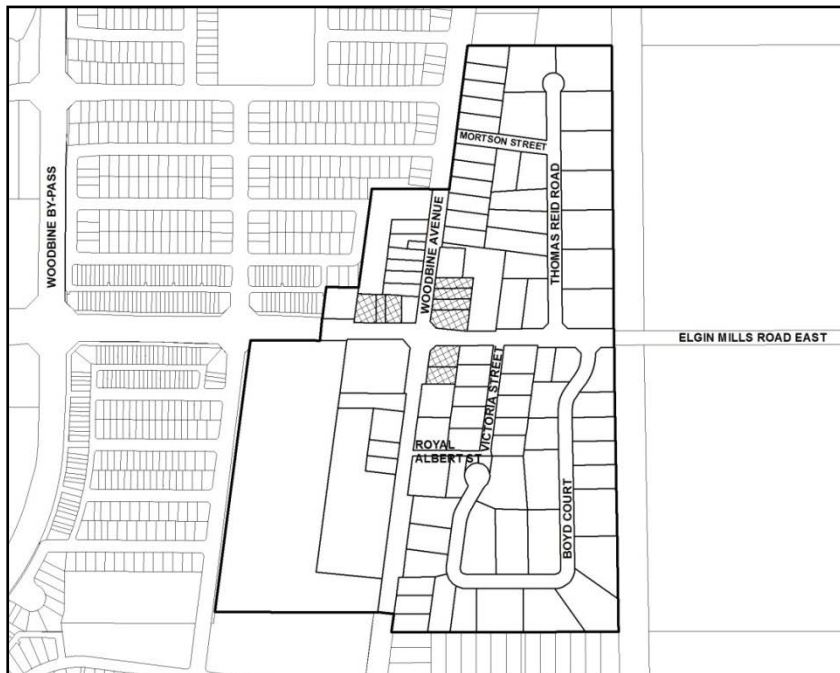 MORTSON STREET
WOODBINE BY-PASS
THOMAS REID ROAD
WOODBINE AVENUE
ELGIN MILLS ROAD EAST
VICTORIA STREET
ROYAL
ALBERT ST
BOYD COURT